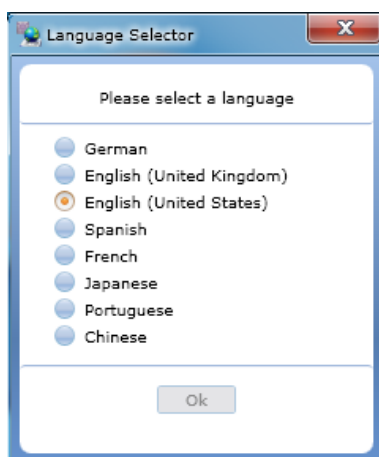 Language Selector
Please select a language
German
English (United Kingdom)
English (United States)
Spanish
French
Japanese
Portuguese
Chinese
Ok